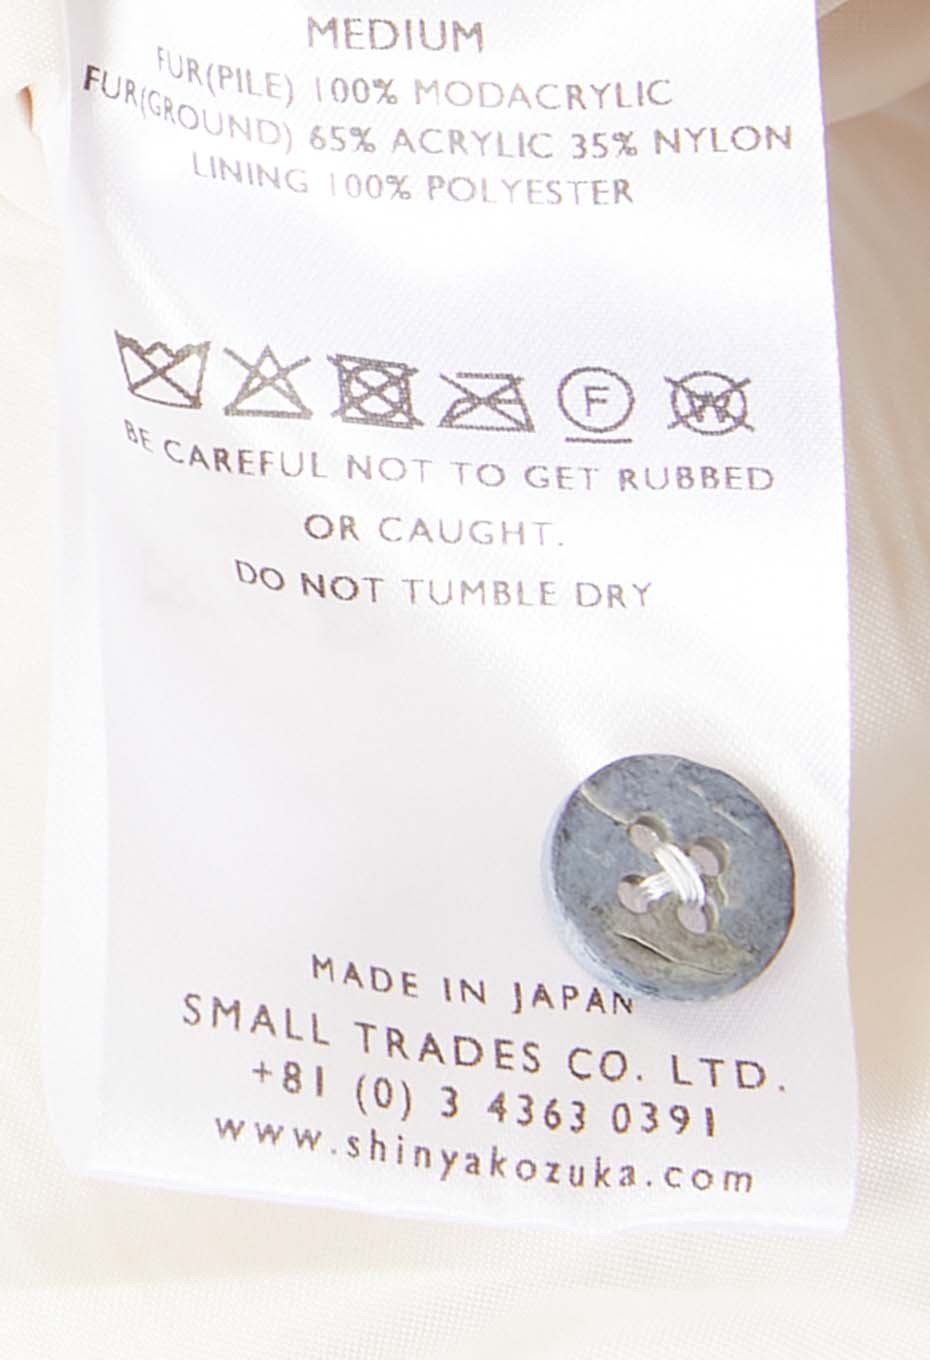 MEDIUM
FUR(PILE) 100% MODACRYLIC
FUR(GROUND) 65% ACRYLIC 35% NYLON
LINING 100% POLYESTER
F
W
BE CAREFUL NOT TO GET RUBBED
OR CAUGHT.
DO NOT TUMBLE DRY
MADE IN JAPAN
SMALL TRADES CO. LTD.
+81 (0) 3 4363 0391
www.shinyakozuka.com